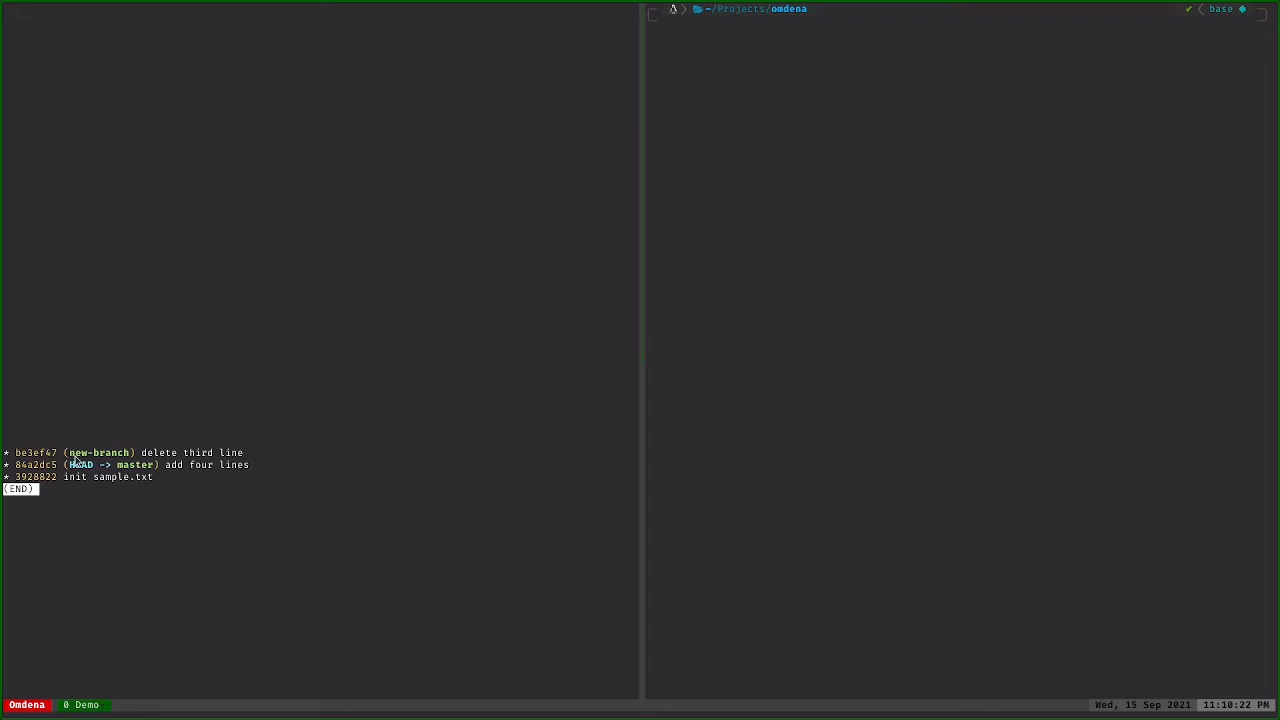 ~/Projects/omdena
✔ base
* be3ef47 (new-branch) delete third line
* 84a2dc5 (HEAD -> master) add four lines
* 3928822 init sample.txt
(END)
Omdena 0 Demo
Wed, 15 Sep 2021 11:10:22 PM